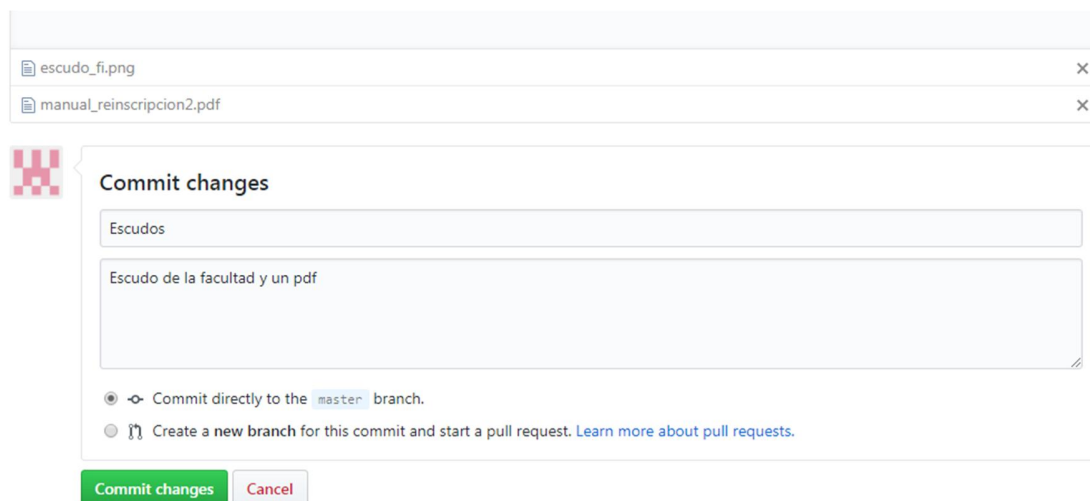 escudo_fi.png
manual_reinscripcion2.pdf
Commit changes
Escudos
Escudo de la facultad y un pdf
Commit directly to the master branch.
Create a new branch for this commit and start a pull request. Learn more about pull requests.
Commit changes Cancel